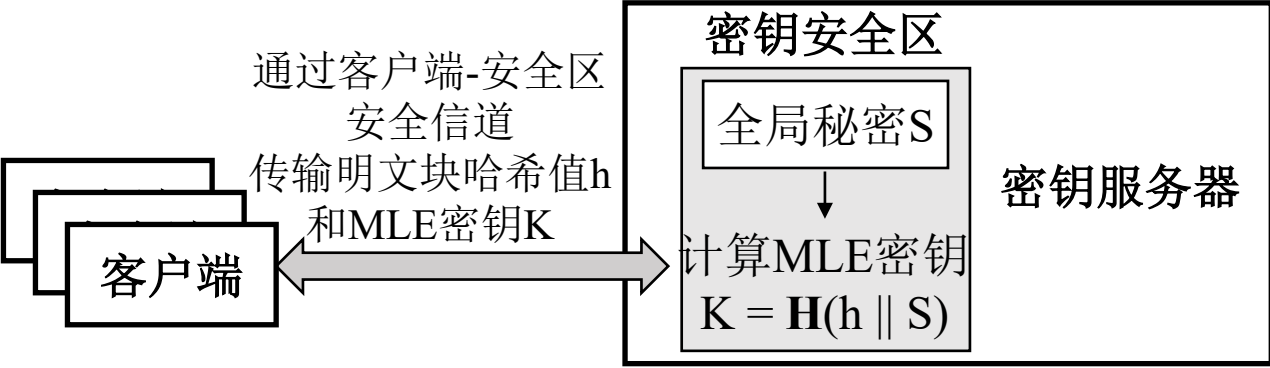 密钥安全区
通过客户端-安全区
安全信道
传输明文块哈希值h
和MLE密钥K
全局秘密S
密钥服务器
客户端
计算MLE密钥
K = H(h || S)